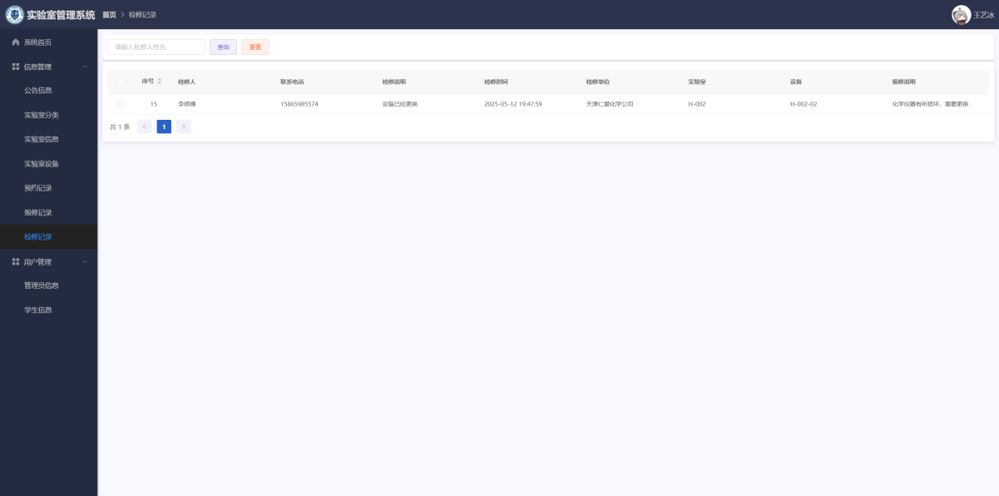 实验室管理系统 首页 > 检修记录 王艺冰
系统首页
信息管理
公告信息
实验室分类
实验室信息
实验室设备
预约记录
报修记录
检修记录
用户管理
管理员信息
学生信息
请输入检修人姓名 查询 重置
序号 检修人 联系电话 检修说明 检修时间 检修单位 实验室 设备 报修说明
15 李师傅 15865985574 设备已经更换 2025-05-12 19:47:59 天津仁爱化学公司 H-002 H-002-02 化学仪器有所损坏，需要更换
共 1 条 < 1 >